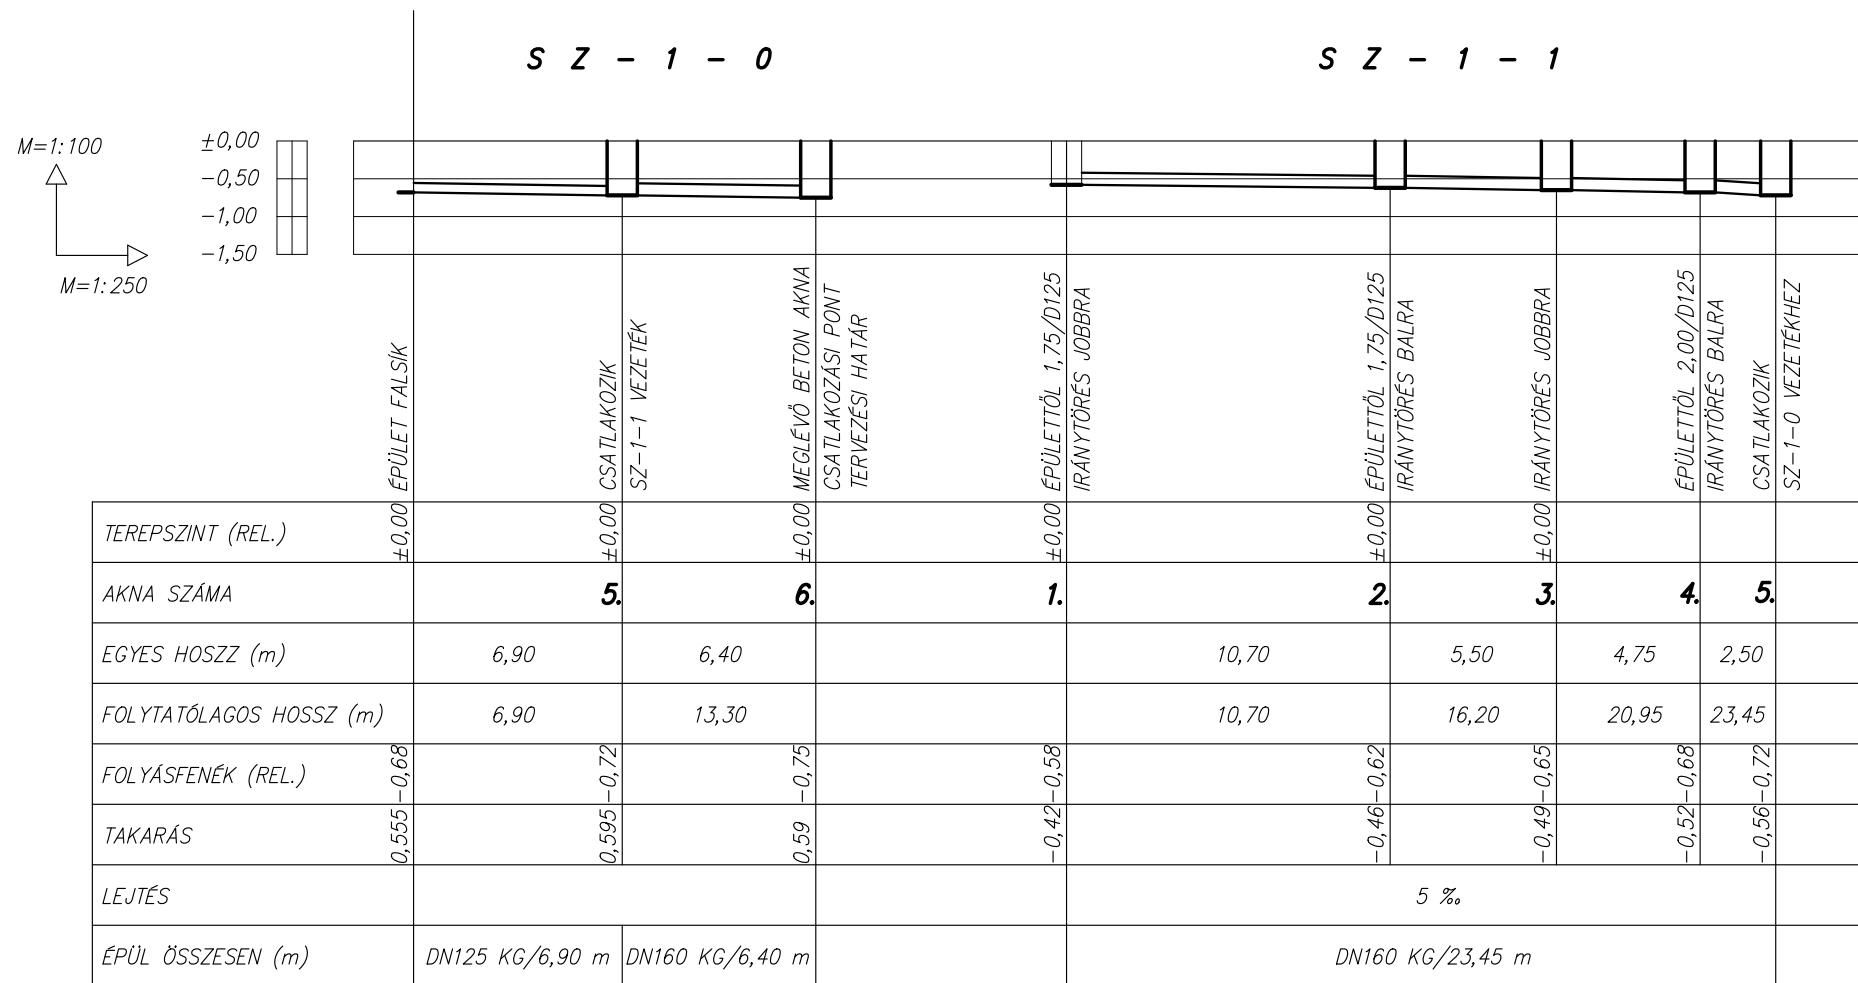 SZ-1-0
SZ-1-1
M=1:100
M=1:250
±0,00
-0,50
-1,00
-1,50
ÉPÜLET FALSÍK
CSATLAKOZIK
SZ-1-1 VEZETÉK
MEGLÉVŐ BETON AKNA
CSATLAKOZÁSI PONT
TERVEZÉSI HATÁR
ÉPÜLETTŐL 1,75/D125
IRÁNYTÖRÉS JOBBRA
ÉPÜLETTŐL 1,75/D125
IRÁNYTÖRÉS BALRA
IRÁNYTÖRÉS JOBBRA
ÉPÜLETTŐL 2,00/D125
IRÁNYTÖRÉS BALRA
CSATLAKOZIK
SZ-1-0 VEZETÉKHEZ
TEREPSZINT (REL.) ±0,00 ±0,00 ±0,00 ±0,00 ±0,00 ±0,00
AKNA SZÁMA 5. 6. 1. 2. 3. 4. 5.
EGYES HOSZZ (m) 6,90 6,40 10,70 5,50 4,75 2,50
FOLYTATÓLAGOS HOSSZ (m) 6,90 13,30 10,70 16,20 20,95 23,45
FOLYÁSFENÉK (REL.) -0,68 -0,72 -0,75 -0,58 -0,62 -0,65 -0,68 -0,72
TAKARÁS 0,555 0,595 0,59 -0,42 -0,46 -0,49 -0,52 -0,56
LEJTÉS 5 ‰
ÉPÜL ÖSSZESEN (m) DN125 KG/6,90 m DN160 KG/6,40 m DN160 KG/23,45 m